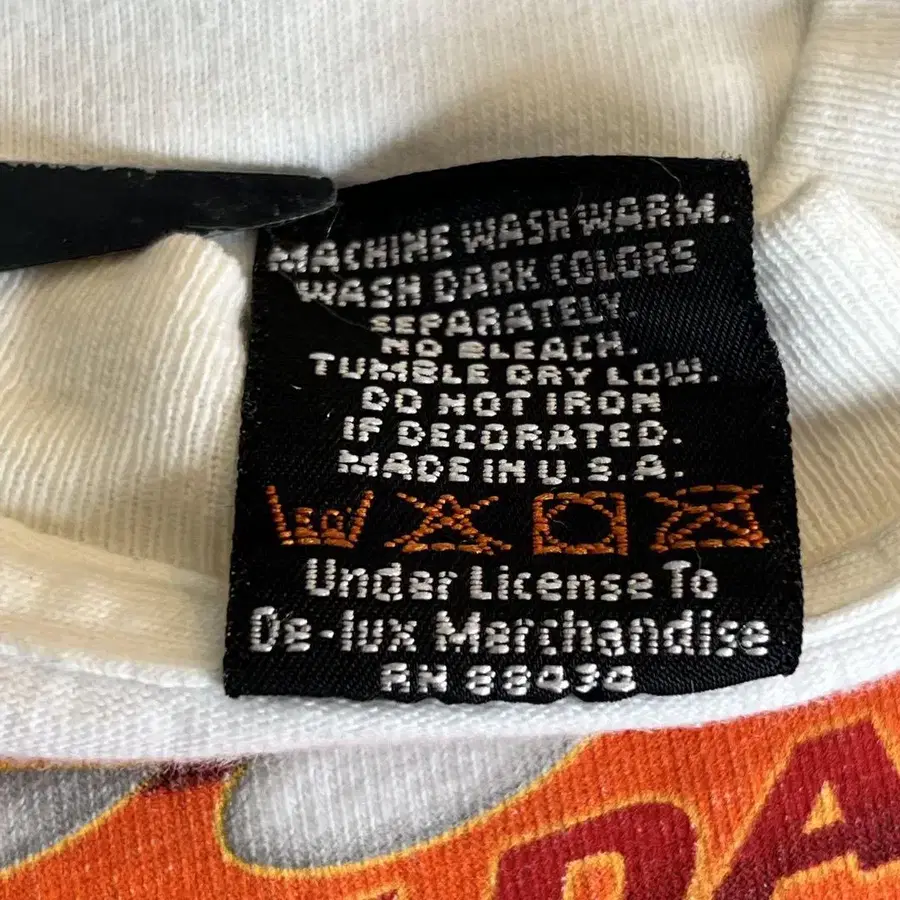 MACHINE WASH WARM.
WASH DARK COLORS
SEPARATELY.
NO BLEACH.
TUMBLE DRY LOW.
DO NOT IRON
IF DECORATED.
MADE IN U.S.A.
Under License To
De-lux Merchandise
RN 88434